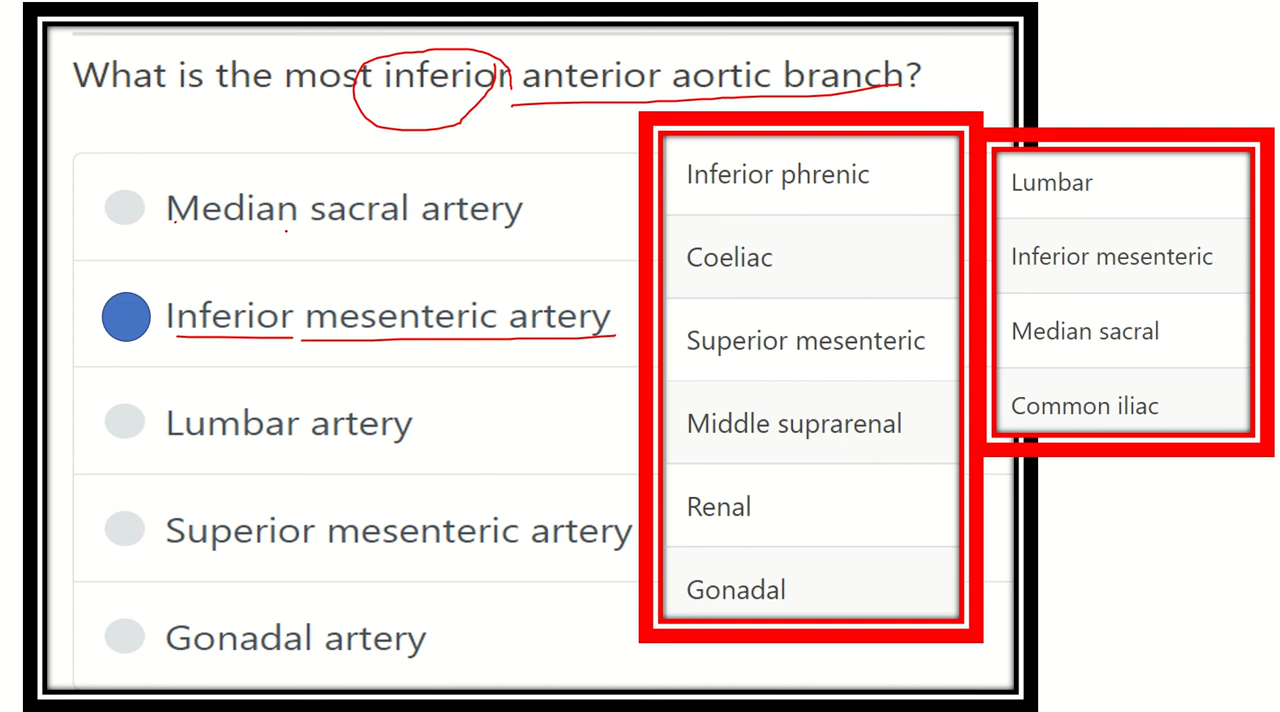 What is the most inferior anterior aortic branch?
Median sacral artery
Inferior mesenteric artery
Lumbar artery
Superior mesenteric artery
Gonadal artery
Inferior phrenic
Coeliac
Superior mesenteric
Middle suprarenal
Renal
Gonadal
Lumbar
Inferior mesenteric
Median sacral
Common iliac